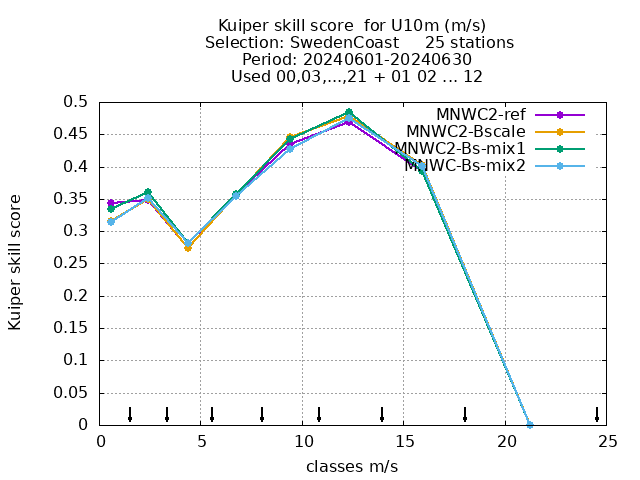 Kuiper skill score  for U10m (m/s)
Selection: SwedenCoast     25 stations
Period: 20240601-20240630
Used 00,03,...,21 + 01 02 ... 12
MNWC2-ref
MNWC2-Bscale
MNWC2-Bs-mix1
MNWC-Bs-mix2
Kuiper skill score
0.5
0.45
0.4
0.35
0.3
0.25
0.2
0.15
0.1
0.05
0
0 5 10 15 20 25
classes m/s